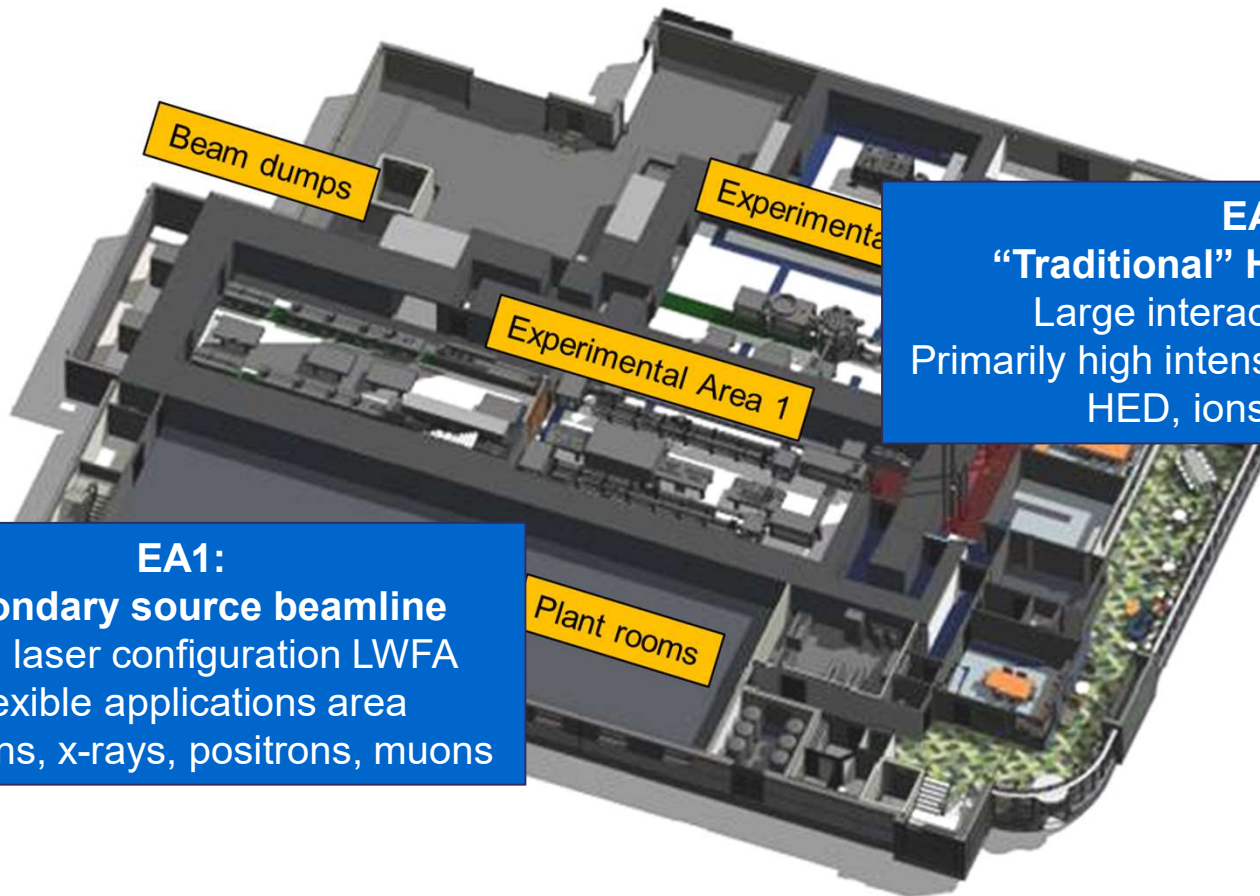 Beam dumps
Experimenta
Experimental Area 1
EA
“Traditional” H
Large interac
Primarily high intens
HED, ions
EA1:
ondary source beamline
laser configuration LWFA
exible applications area
ns, x-rays, positrons, muons
Plant rooms